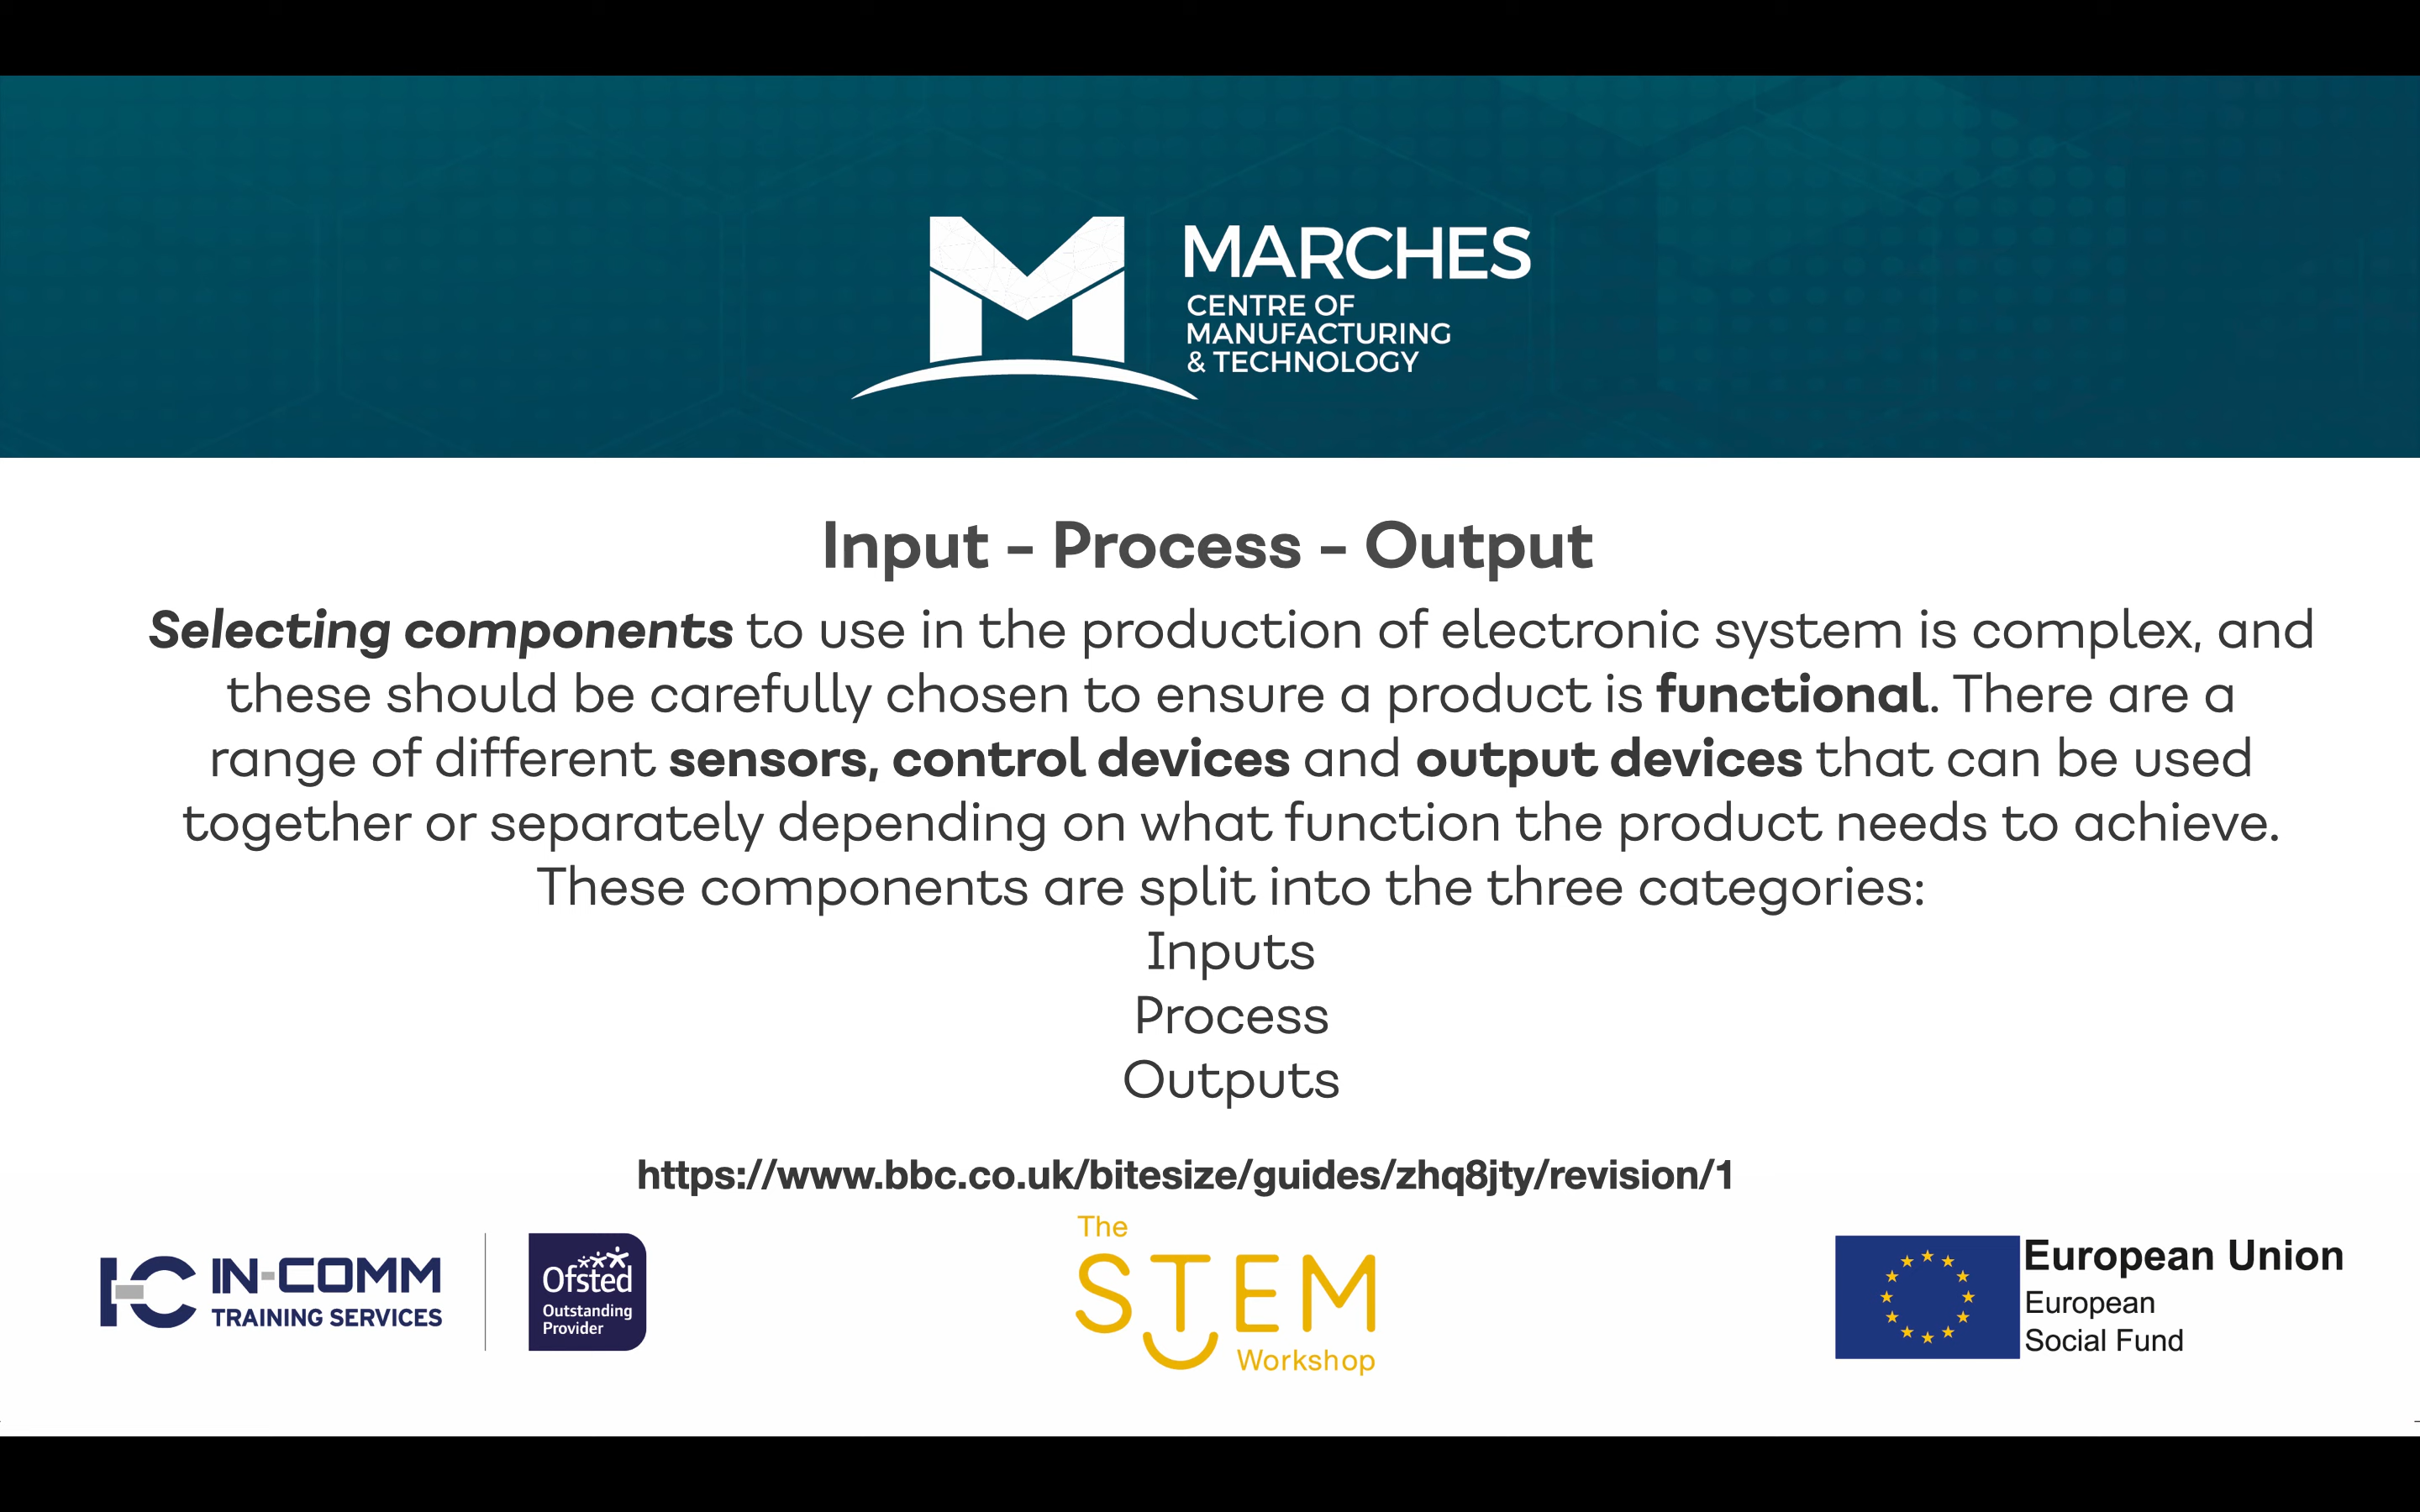 MARCHES
CENTRE OF
MANUFACTURING
& TECHNOLOGY
Input - Process - Output
Selecting components to use in the production of electronic system is complex, and
these should be carefully chosen to ensure a product is functional. There are a
range of different sensors, control devices and output devices that can be used
together or separately depending on what function the product needs to achieve.
These components are split into the three categories:
Inputs
Process
Outputs
https://www.bbc.co.uk/bitesize/guides/zhq8jty/revision/1
IN-COMM
TRAINING SERVICES
Ofsted
Outstanding
Provider
The
STEM
Workshop
European Union
European
Social Fund